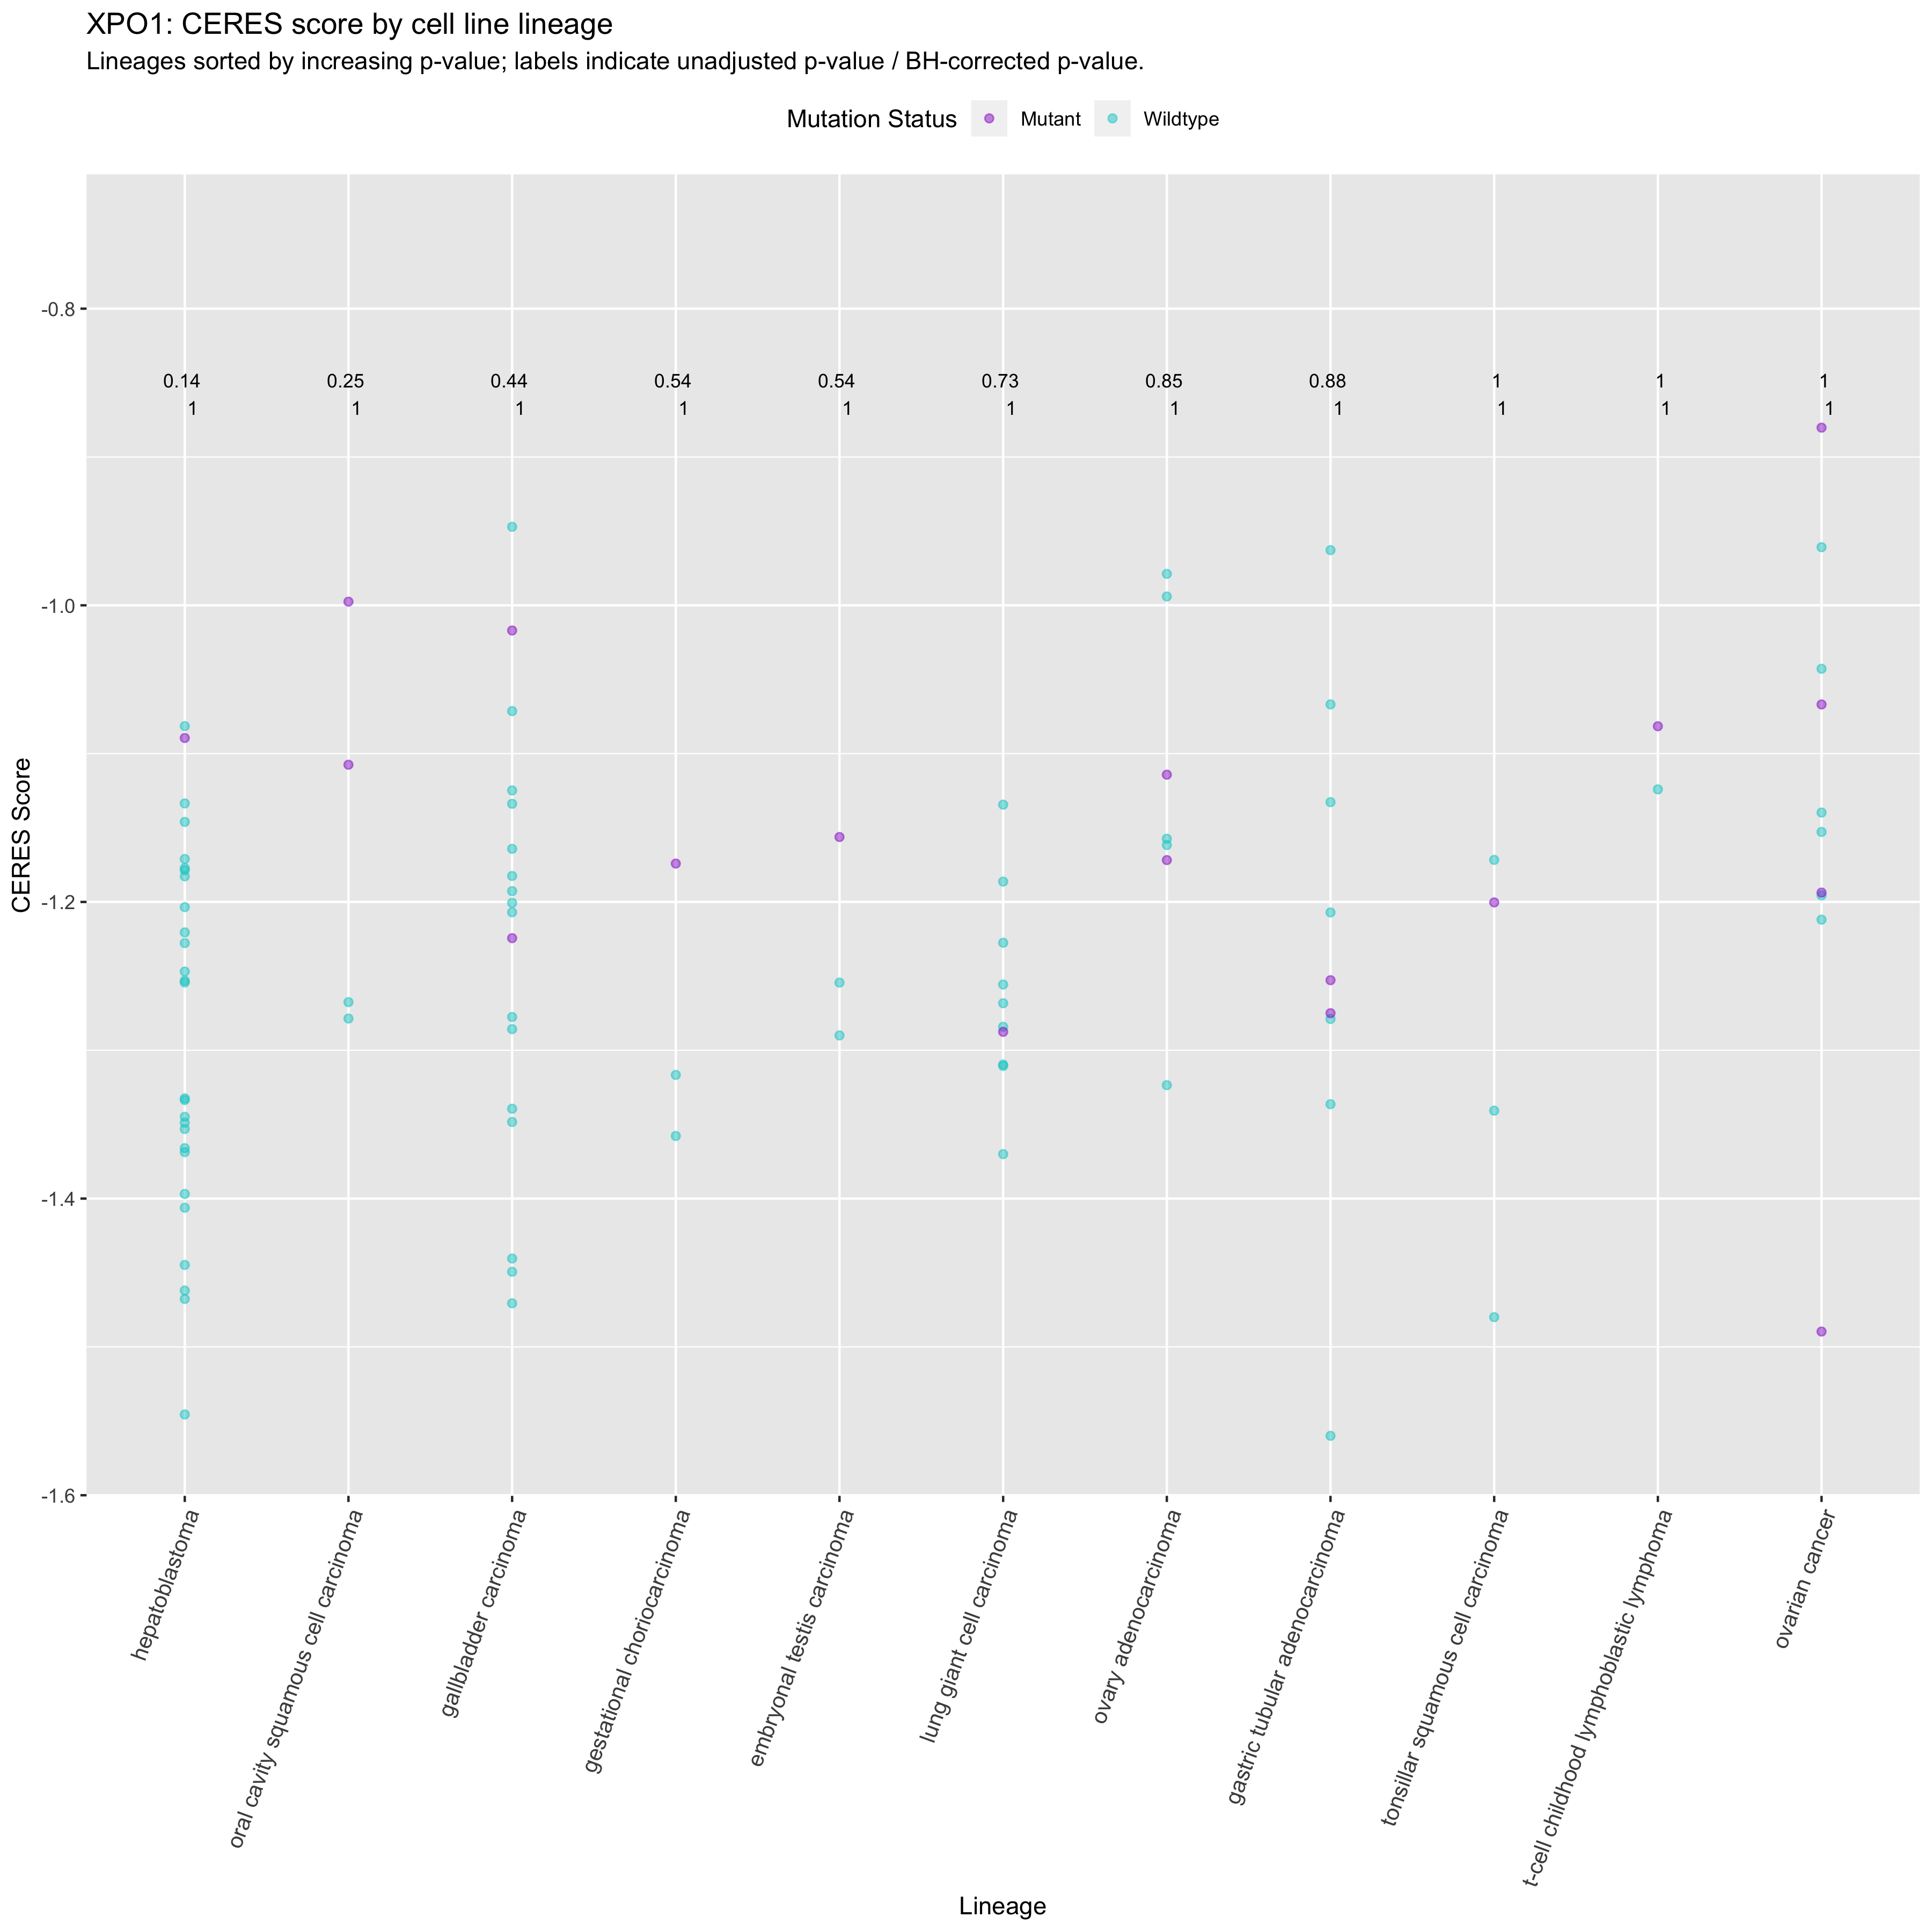 XPO1: CERES score by cell line lineage
Lineages sorted by increasing p-value; labels indicate unadjusted p-value / BH-corrected p-value.
Mutation Status Mutant Wildtype
-0.8
0.14 0.25 0.44 0.54 0.54 0.73 0.85 0.88 1 1 1
1 1 1 1 1 1 1 1 1 1 1
-1.0
CERES Score
-1.2
-1.4
-1.6
hepatoblastoma
oral cavity squamous cell carcinoma
gallbladder carcinoma
gestational choriocarcinoma
embryonal testis carcinoma
lung giant cell carcinoma
ovary adenocarcinoma
gastric tubular adenocarcinoma
tonsillar squamous cell carcinoma
t-cell childhood lymphoblastic lymphoma
ovarian cancer
Lineage